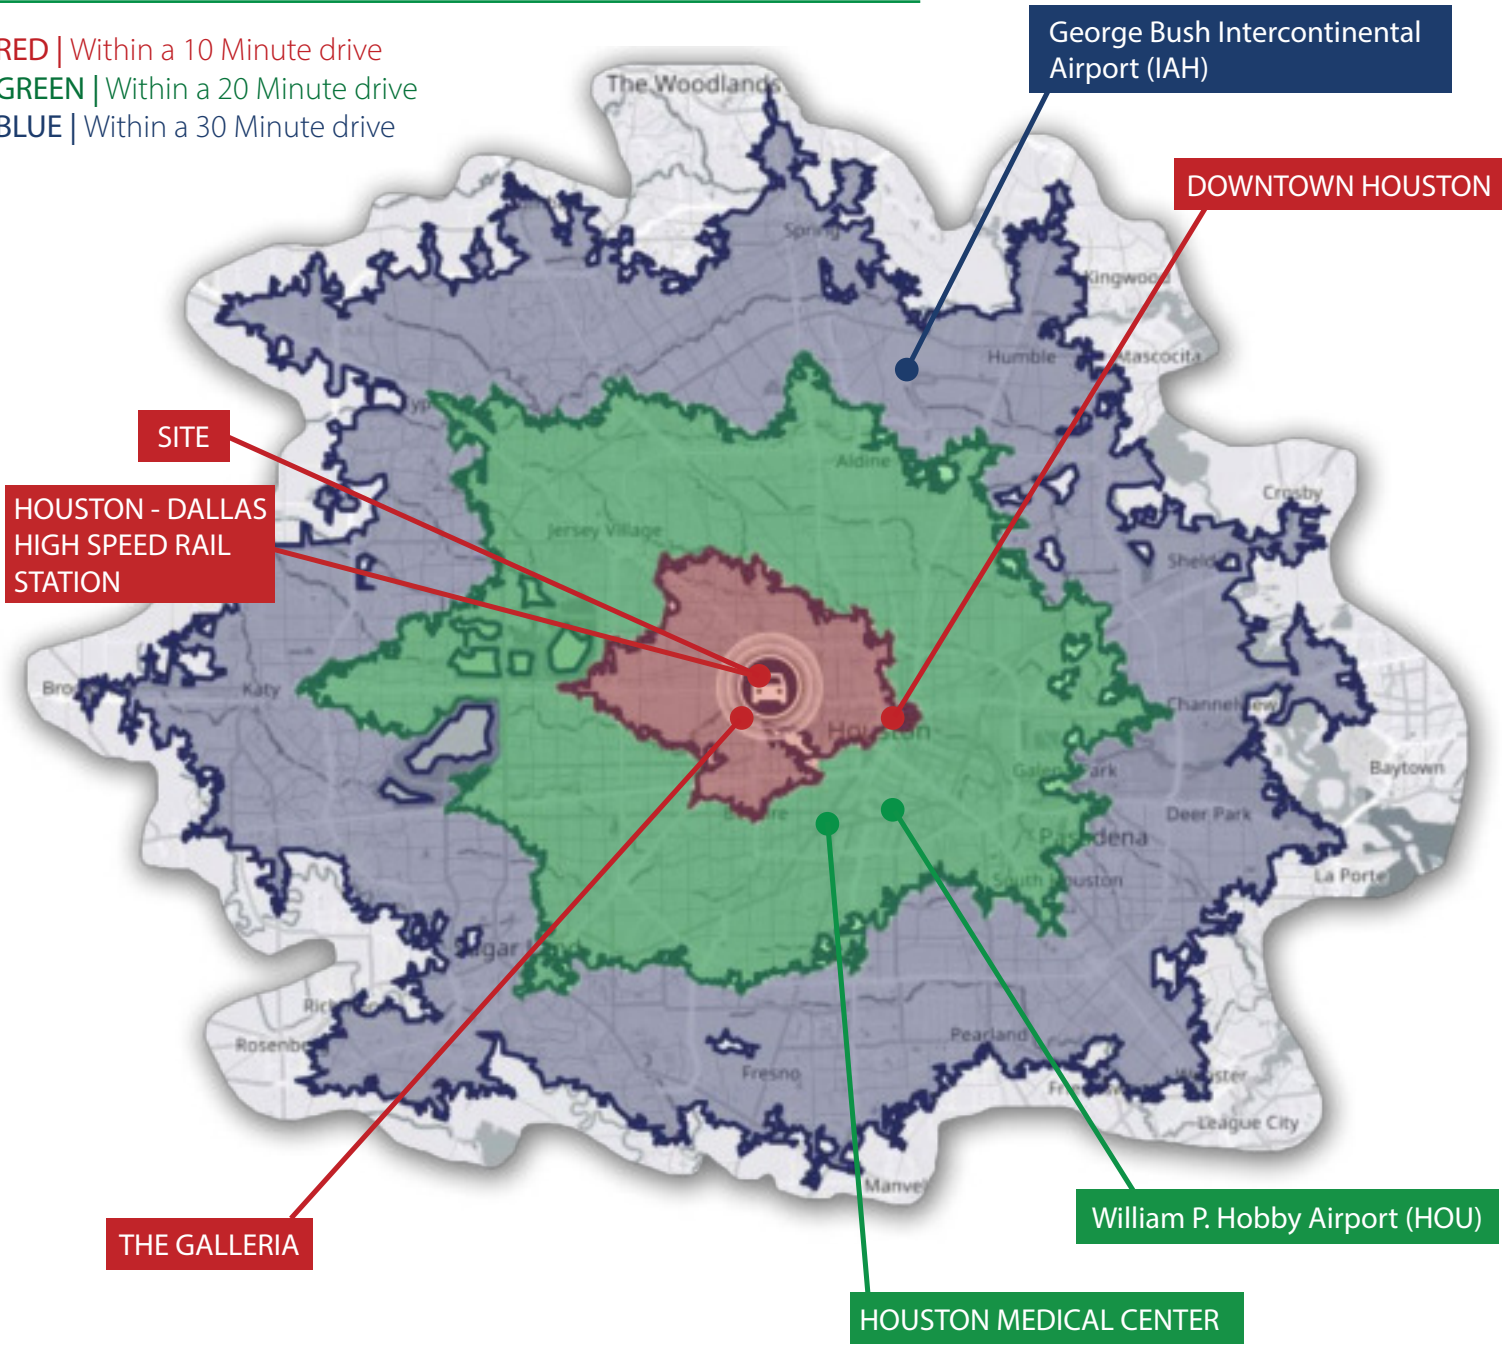 RED | Within a 10 Minute drive
GREEN | Within a 20 Minute drive
BLUE | Within a 30 Minute drive
George Bush Intercontinental
Airport (IAH)
The Woodlands
DOWNTOWN HOUSTON
Spring
Kingwood
Humble
Atascocita
SITE
Aldine
HOUSTON - DALLAS
HIGH SPEED RAIL
STATION
Crosby
Jersey Village
Katy
Channelview
Houston
Baytown
Deer Park
Pasadena
La Porte
South Houston
Pearland
Fresno
League City
Manvel
William P. Hobby Airport (HOU)
THE GALLERIA
HOUSTON MEDICAL CENTER